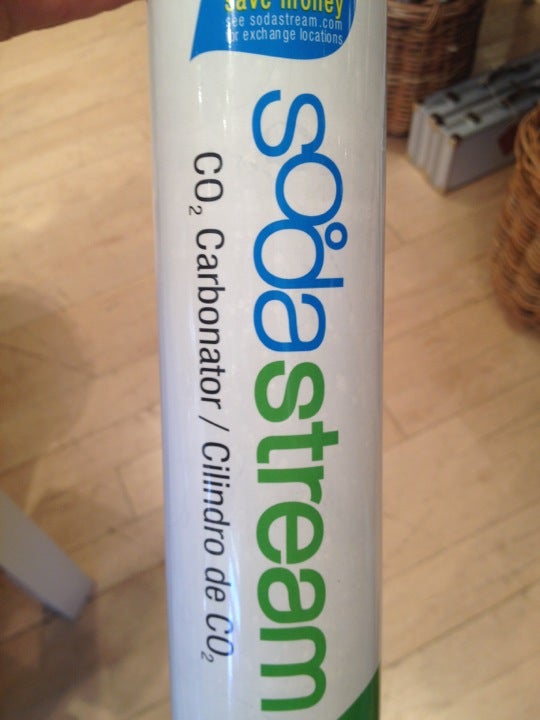 save money
see sodastream.com
for exchange locations
sodastream
CO₂ Carbonator / Cilindro de CO₂